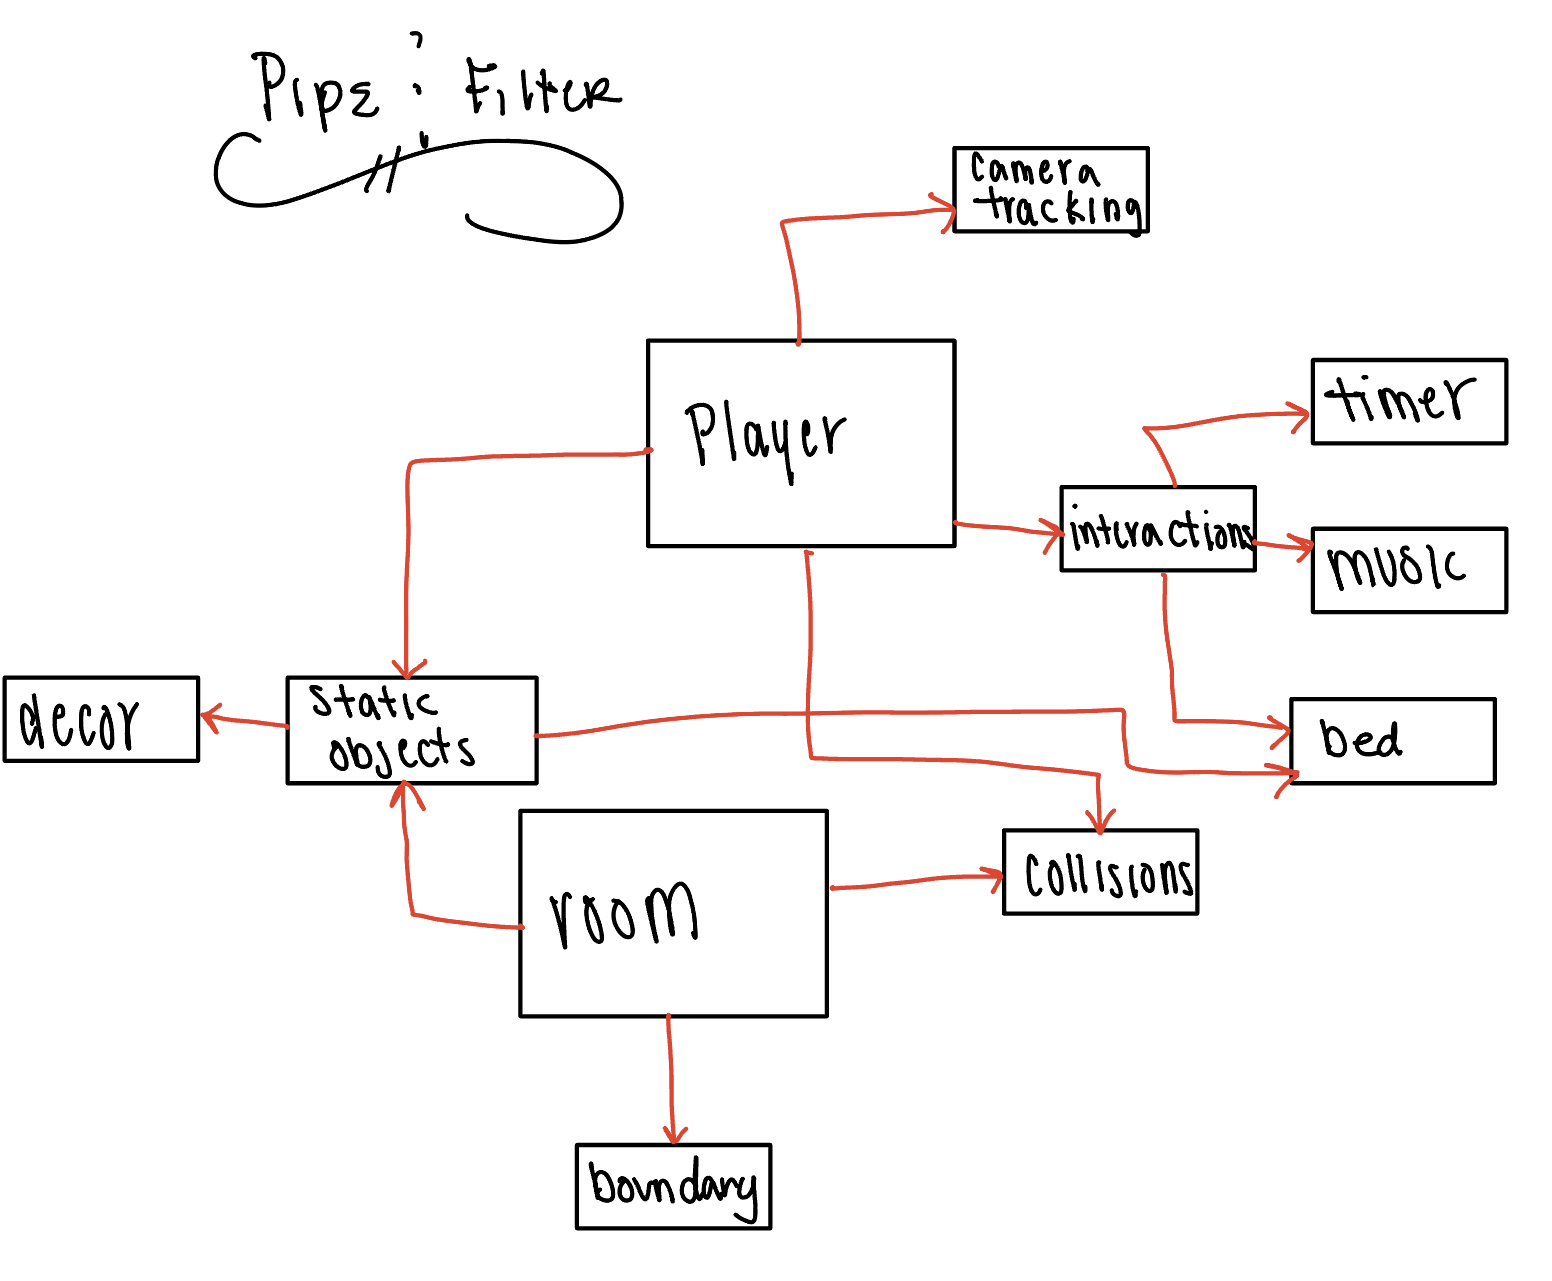 Pipe & Filter
camera
tracking
Player
timer
interactions
music
decor
static
objects
bed
room
collisions
boundary